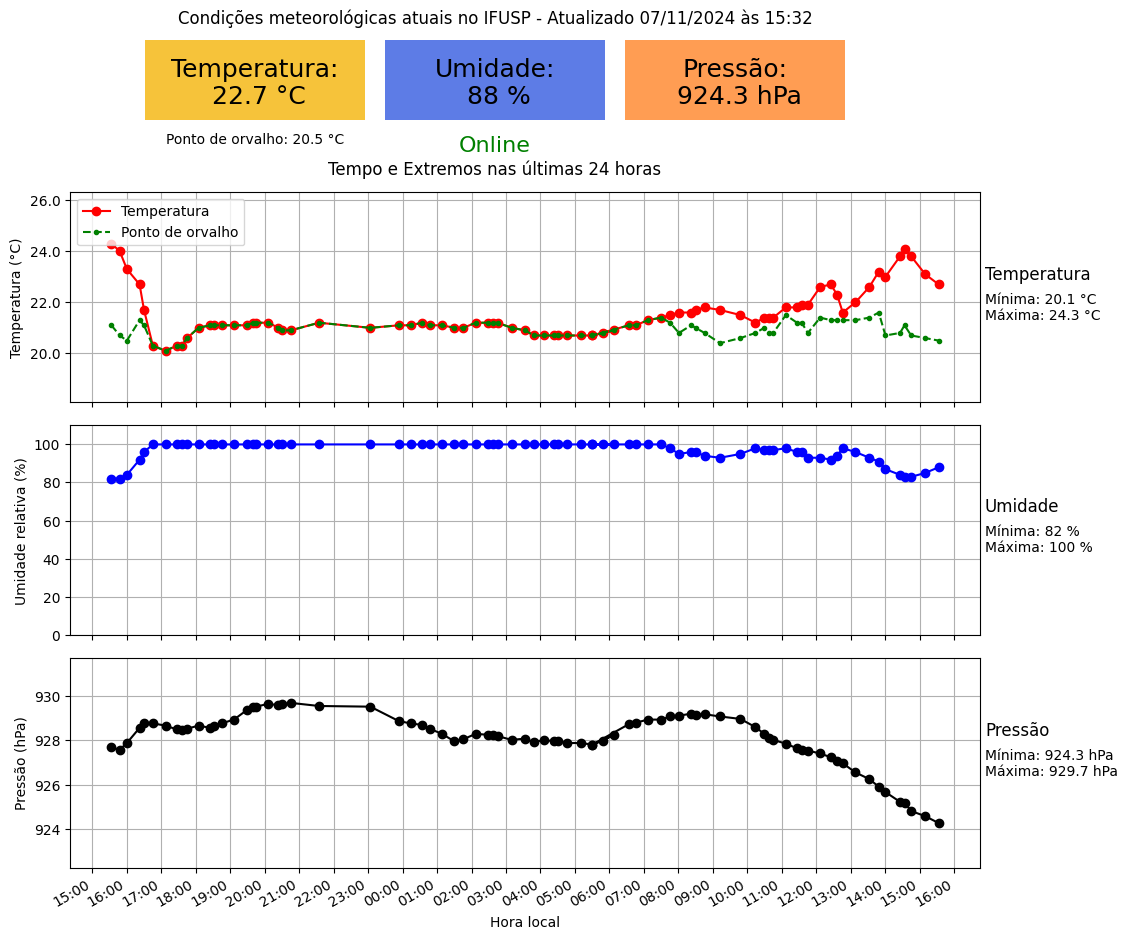 Condições meteorológicas atuais no IFUSP - Atualizado 07/11/2024 às 15:32
Temperatura:
22.7 °C
Umidade:
88 %
Pressão:
924.3 hPa
Ponto de orvalho: 20.5 °C
Online
Tempo e Extremos nas últimas 24 horas
Temperatura (°C)
26.0
24.0
22.0
20.0
Temperatura
Ponto de orvalho
Temperatura
Mínima: 20.1 °C
Máxima: 24.3 °C
Umidade relativa (%)
100
80
60
40
20
0
Umidade
Mínima: 82 %
Máxima: 100 %
Pressão (hPa)
930
928
926
924
Pressão
Mínima: 924.3 hPa
Máxima: 929.7 hPa
15:00 16:00 17:00 18:00 19:00 20:00 21:00 22:00 23:00 00:00 01:00 02:00 03:00 04:00 05:00 06:00 07:00 08:00 09:00 10:00 11:00 12:00 13:00 14:00 15:00 16:00
Hora local